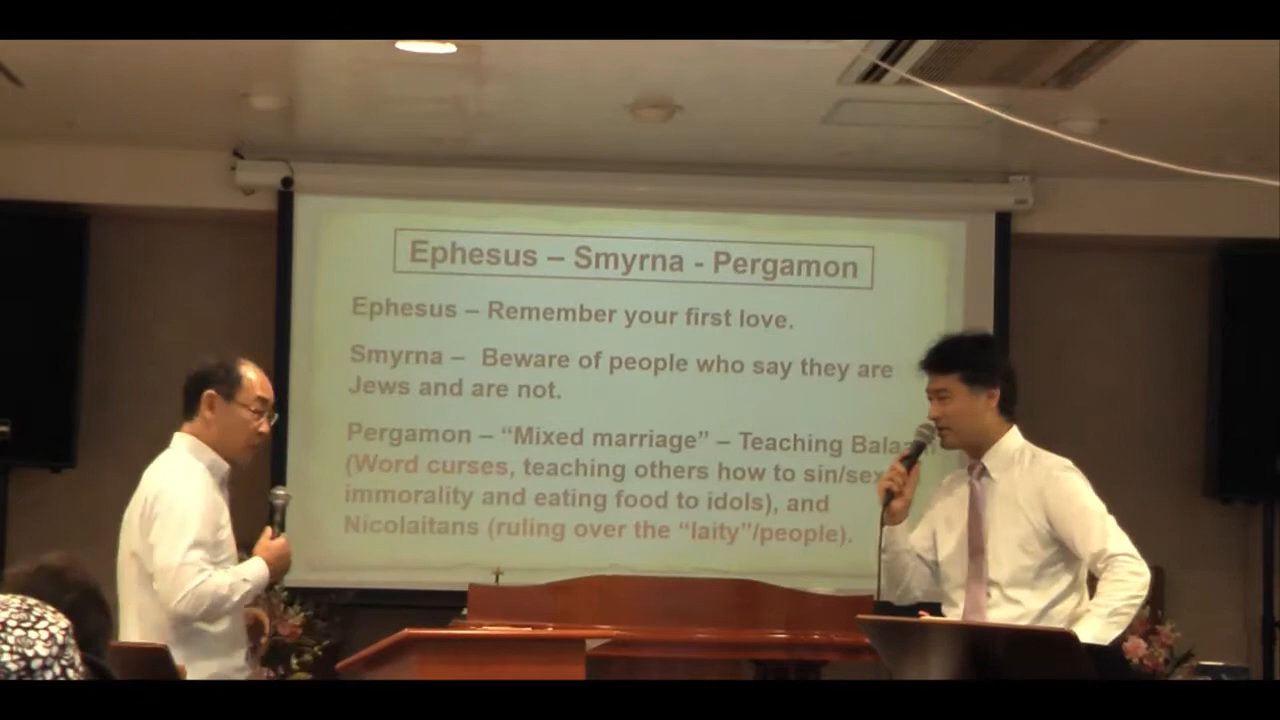 Ephesus – Smyrna - Pergamon
Ephesus – Remember your first love.
Smyrna – Beware of people who say they are
Jews and are not.
Pergamon – “Mixed marriage” – Teaching
(Word curses, teaching others how to
immorality and eating food to idols), and
Nicolaitans (ruling over the “laity”/people).